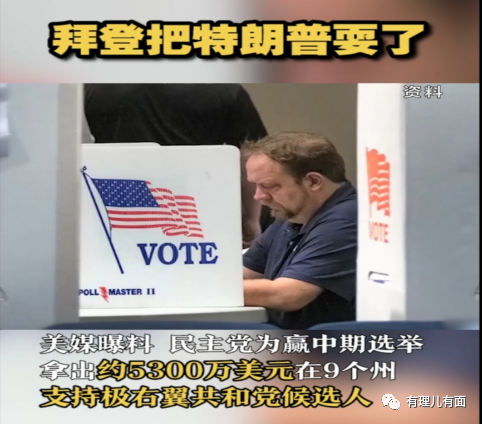 拜登把特朗普耍了
资料
VOTE
VOTE
POLL MASTER II
美媒曝料 民主党为赢中期选举
拿出约5300万美元在9个州
支持极右翼共和党候选人
有理儿有面